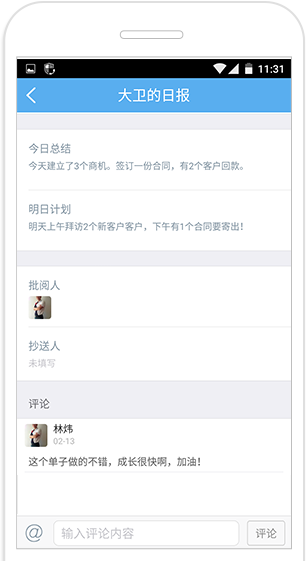 11:31
大卫的日报
今日总结
今天建立了3个商机。签订一份合同，有2个客户回款。
明日计划
明天上午拜访2个新客户客户，下午有1个合同要寄出！
批阅人
抄送人
未填写
评论
林炜
02-13
这个单子做的不错，成长很快啊，加油！
@ 输入评论内容 评论